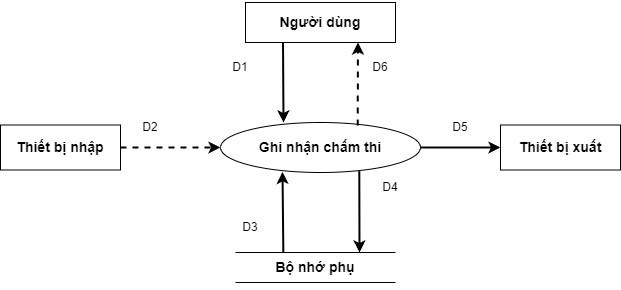 Người dùng
D1
D6
D2
D5
Thiết bị nhập
Ghi nhận chấm thi
Thiết bị xuất
D3
D4
Bộ nhớ phụ